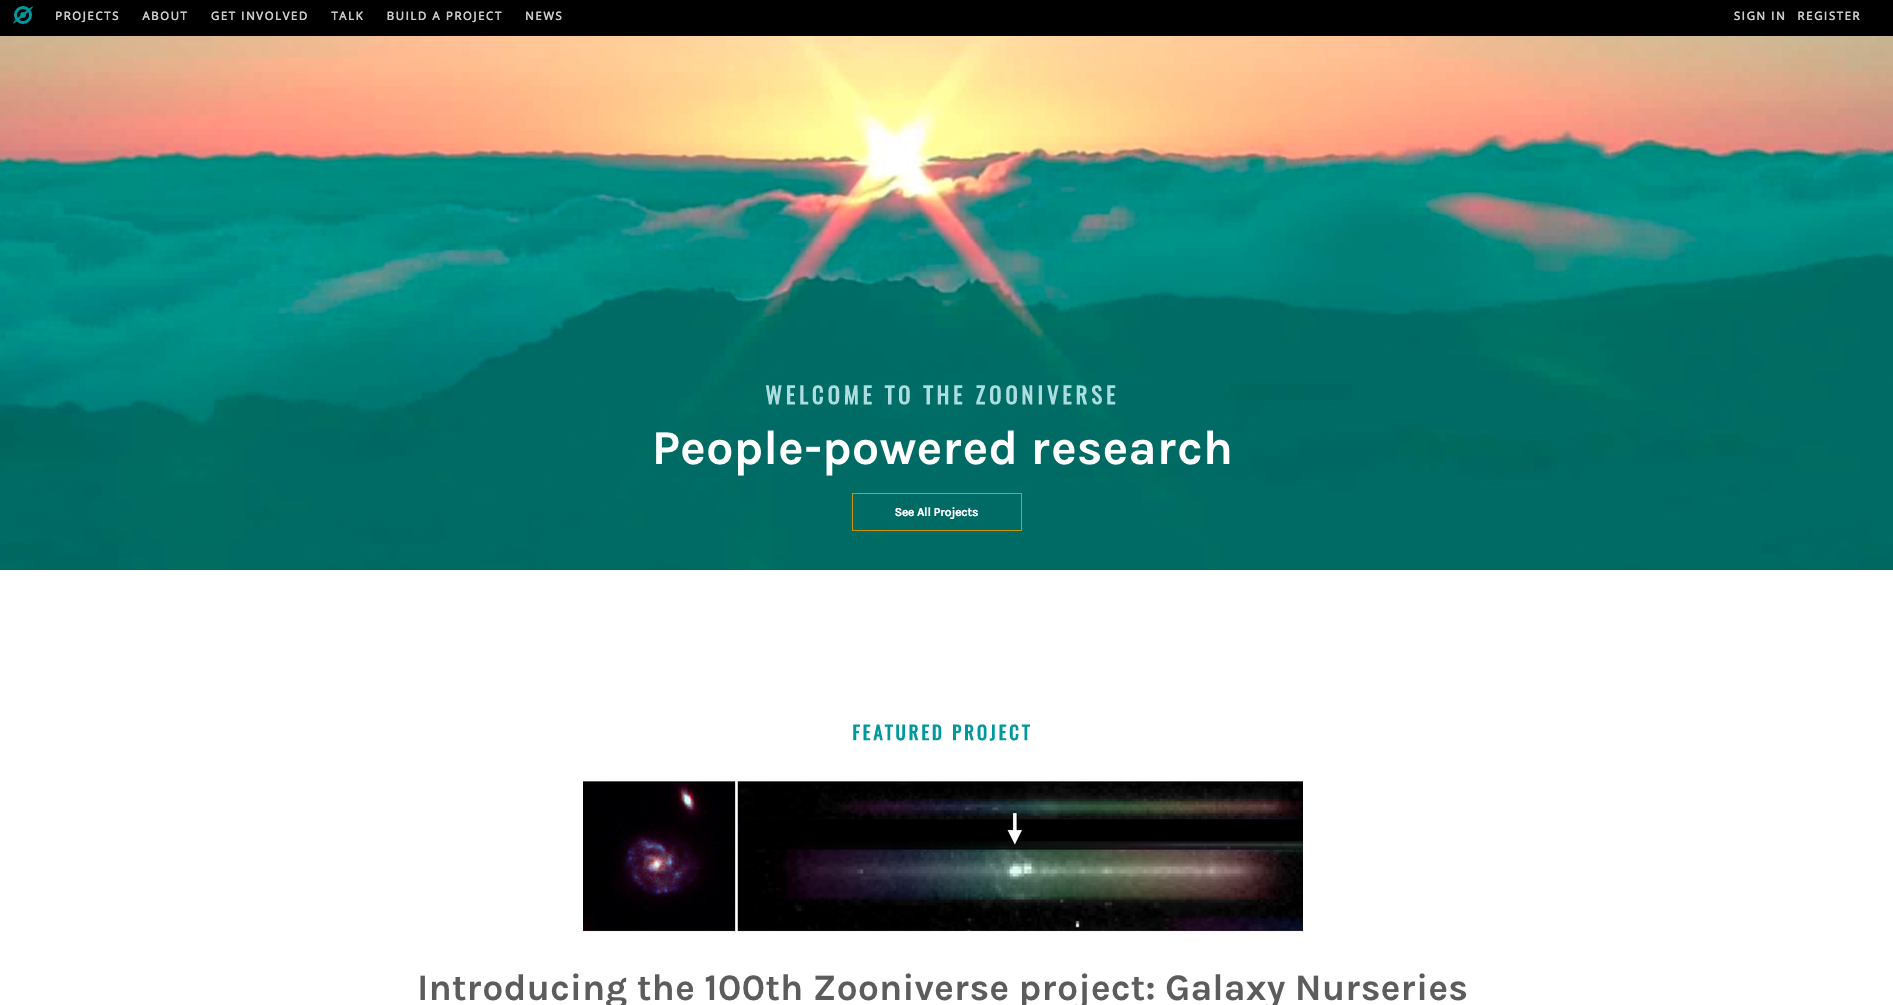 PROJECTS ABOUT GET INVOLVED TALK BUILD A PROJECT NEWS SIGN IN REGISTER
WELCOME TO THE ZOONIVERSE
People-powered research
See All Projects
FEATURED PROJECT
Introducing the 100th Zooniverse project: Galaxy Nurseries